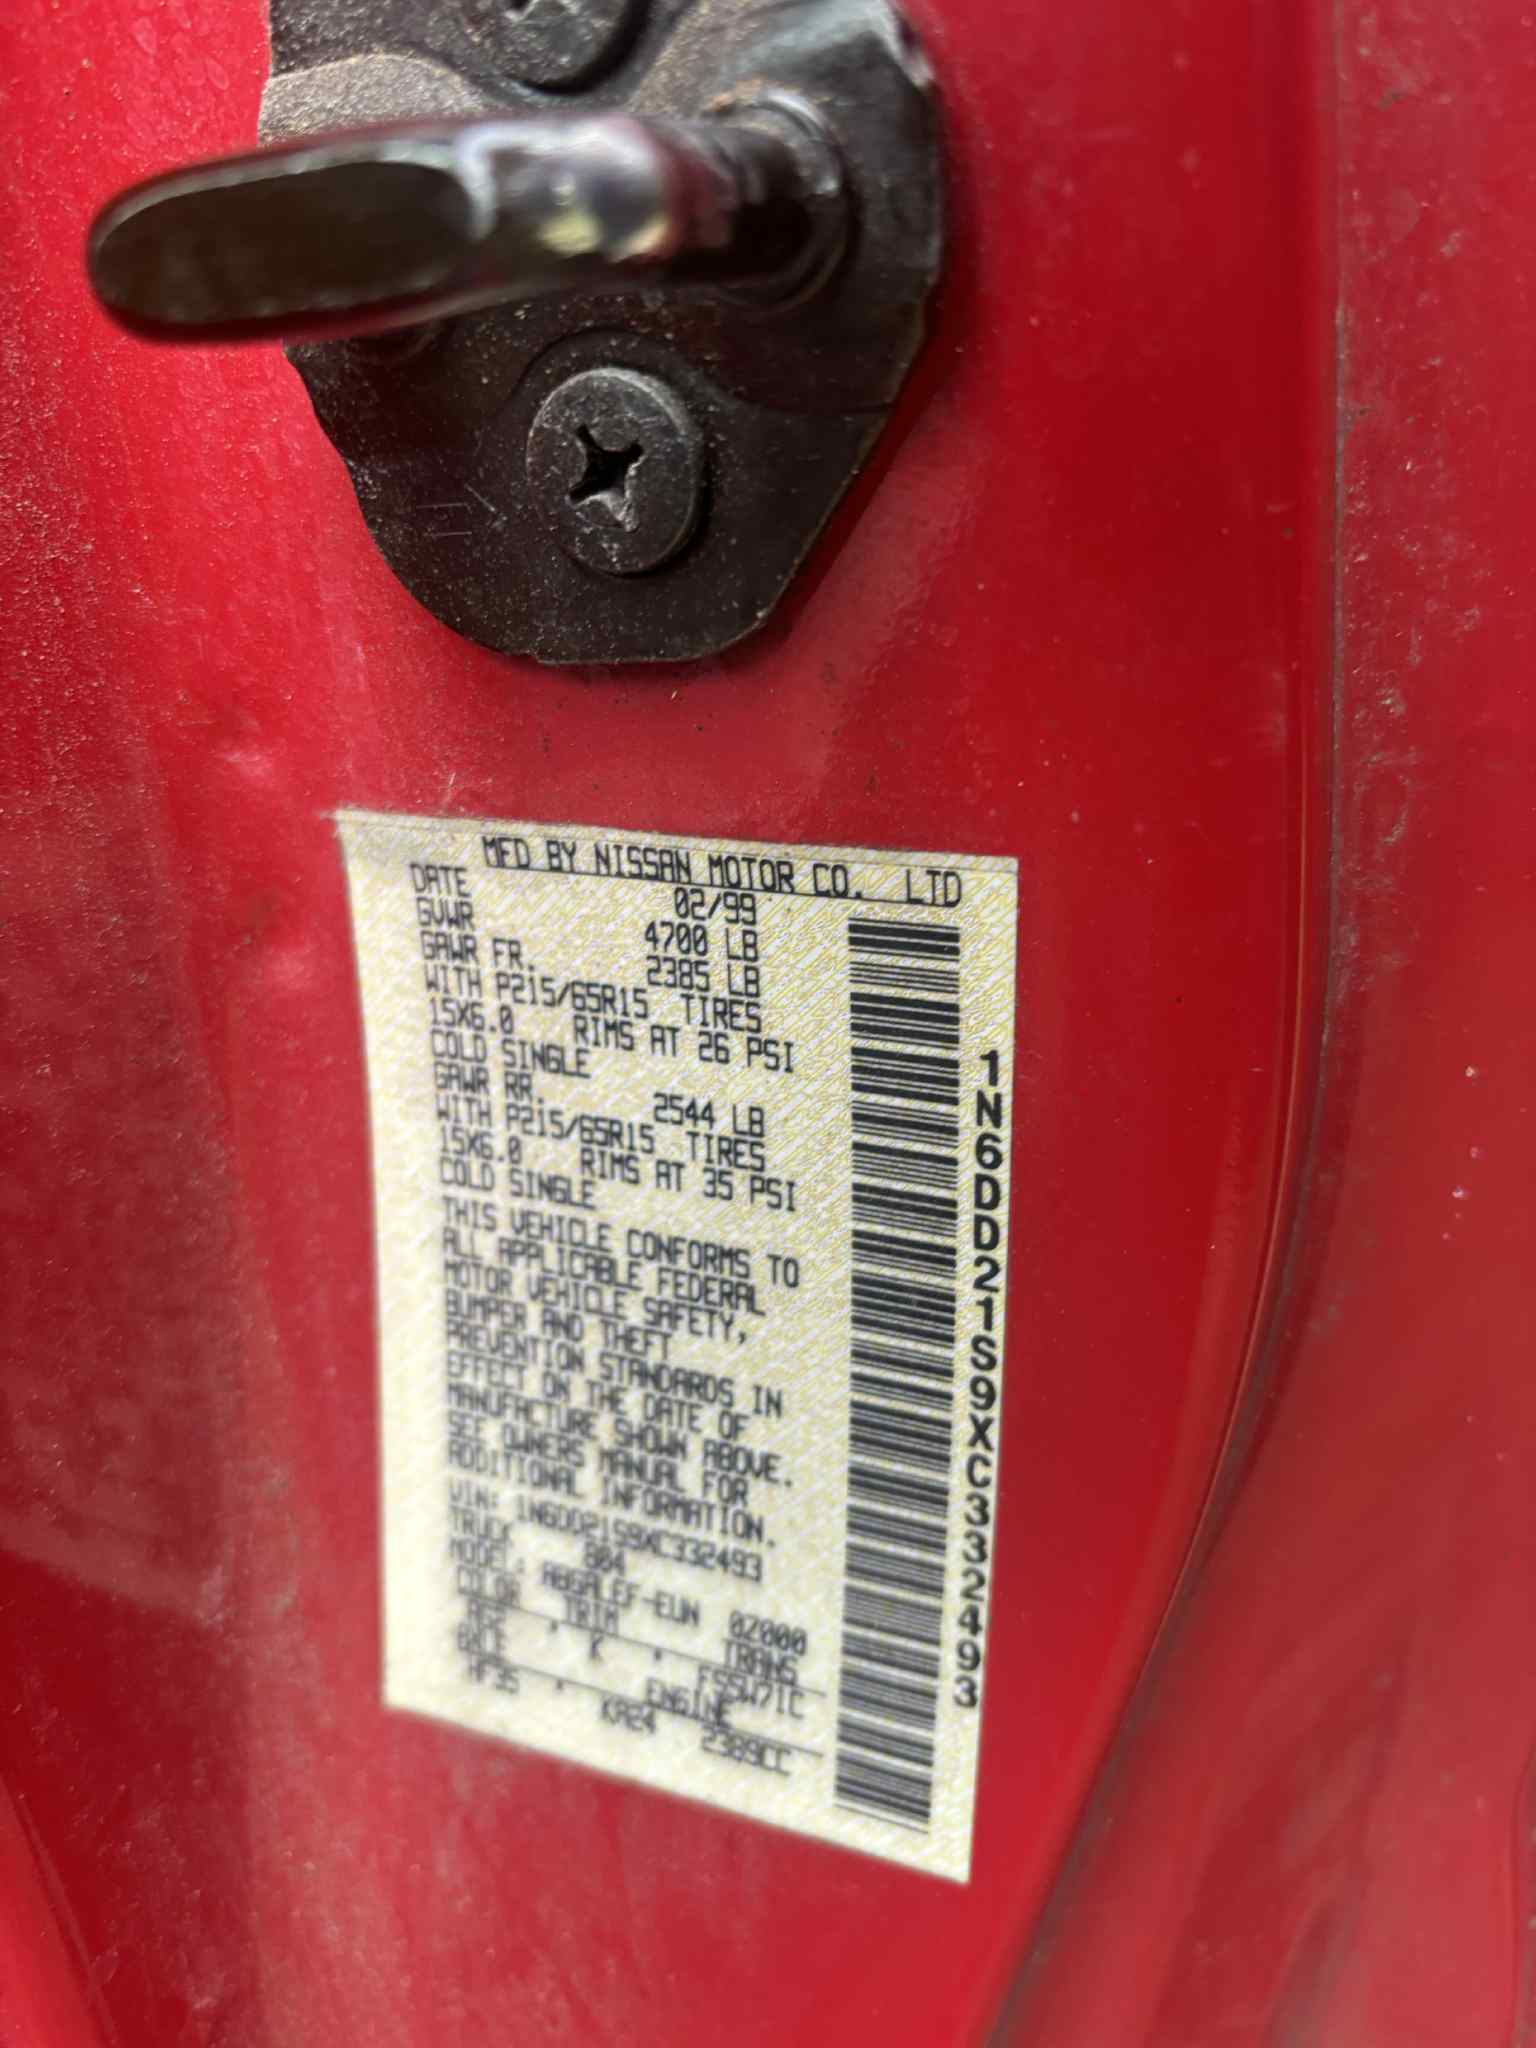 MFD BY NISSAN MOTOR CO. LTD
DATE 02/99
GVWR 4700 LB
GAWR FR. 2385 LB
WITH P215/65R15 TIRES
15X6.0 RIMS AT 26 PSI
COLD SINGLE
GAWR RR. 2544 LB
WITH P215/65R15 TIRES
15X6.0 RIMS AT 35 PSI
COLD SINGLE
THIS VEHICLE CONFORMS TO
ALL APPLICABLE FEDERAL
MOTOR VEHICLE SAFETY,
BUMPER AND THEFT
PREVENTION STANDARDS IN
EFFECT ON THE DATE OF
MANUFACTURE SHOWN ABOVE.
SEE OWNERS MANUAL FOR
ADDITIONAL INFORMATION.
VIN: 1N6DD21S9XC332493
TRUCK
MODEL:
COLOR TRIM TRANS
K FS5W71C
AXLE ENGINE
HF35 KA24 2389CC
1N6DD21S9XC332493